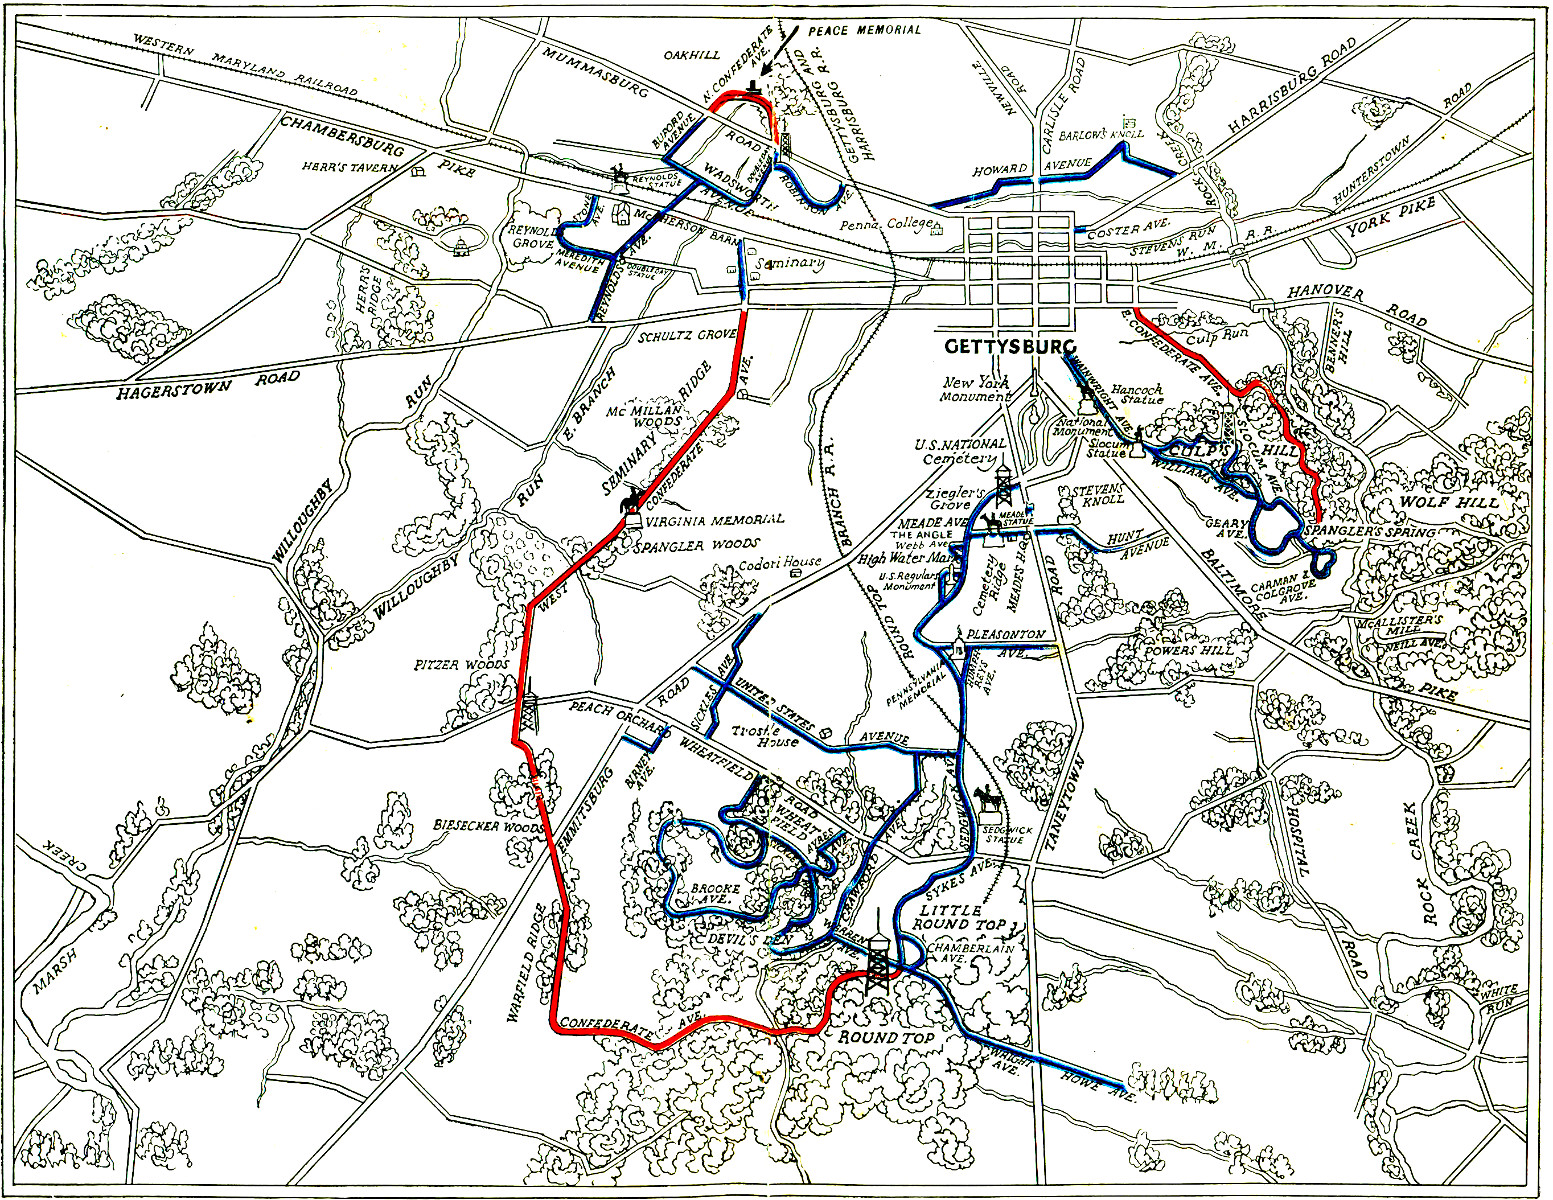 PEACE MEMORIAL
OAKHILL
N. CONFEDERATE
AVE.
GETTYSBURG AND
HARRISBURG R.R.
WESTERN MARYLAND RAILROAD
MUMMASBURG
ROAD
NEWVILLE
ROAD
CARLISLE ROAD
HARRISBURG ROAD
HUNTERSTOWN
ROAD
BARLOW'S KNOLL
HOWARD AVENUE
ROCK CREEK
CHAMBERSBURG
PIKE
HERR'S TAVERN
BUFORD
AVENUE
REYNOLDS
STATUE
WADSWORTH
AVENUE
DOUBLEDAY
ROBINSON
AVE
STONE
AVE.
McPHERSON BARN
REYNOLD
GROVE
MEREDITH
AVENUE
REYNOLDS AVE.
DOUBLEDAY
STATUE
Seminary
Penna. College
COSTER AVE.
STEVENS RUN
W. M. R.R.
YORK PIKE
HERR'S
RIDGE
HANOVER
ROAD
SCHULTZ GROVE
HAGERSTOWN ROAD
GETTYSBURG
E. CONFEDERATE AVE.
Culp Run
BENNER'S
HILL
WAINWRIGHT AVE.
Hancock
Statue
New York
Monument
National
Monument
Slocum
Statue
U.S. NATIONAL
Cemetery
CULP'S HILL
SLOCUM AVE.
WILLIAMS AVE.
WOLF HILL
AVE.
RIDGE
SEMINARY
CONFEDERATE
McMILLAN
WOODS
E. BRANCH
RUN
WILLOUGHBY
RUN
WILLOUGHBY
VIRGINIA MEMORIAL
SPANGLER WOODS
Codori House
WEST
BRANCH R.R.
ROUND TOP
ROUND
Ziegler's
Grove
STEVENS
KNOLL
MEADE AVE
MEADE
STATUE
THE ANGLE
Webb Ave
High Water Mark
U.S. Regulars
Monument
Cemetery
Ridge
MEADE'S HDQ
HUNT
AVENUE
GEARY
AVE.
SPANGLER'S SPRING
CARMAN &
COLGROVE
AVE.
BALTIMORE
PIKE
McALLISTER'S
MILL
NEILL AVE.
POWERS HILL
PLEASONTON
AVE.
PENNSYLVANIA
MEMORIAL
HUMPHREYS
AVE.
PITZER WOODS
PEACH ORCHARD
ROAD
SICKLES AVE.
UNITED STATES
AVENUE
Trostle
House
WHEATFIELD
ROAD
BIRNEY
AVE.
EMMITSBURG
WHEAT-
FIELD
AYRES
BROOKE
AVE.
CRAWFORD AVE.
SEDGWICK AVE
SEDGWICK
STATUE
TANEYTOWN
ROAD
HOSPITAL
ROAD
ROCK CREEK
WHITE
RUN
BIESECKER WOODS
WARFIELD RIDGE
DEVIL'S DEN
WARREN
AVE.
SYKES AVE.
LITTLE
ROUND TOP
CHAMBERLAIN
AVE.
CONFEDERATE AVE.
ROUND TOP
WRIGHT
AVE.
HOWE AVE.
MARSH
CREEK